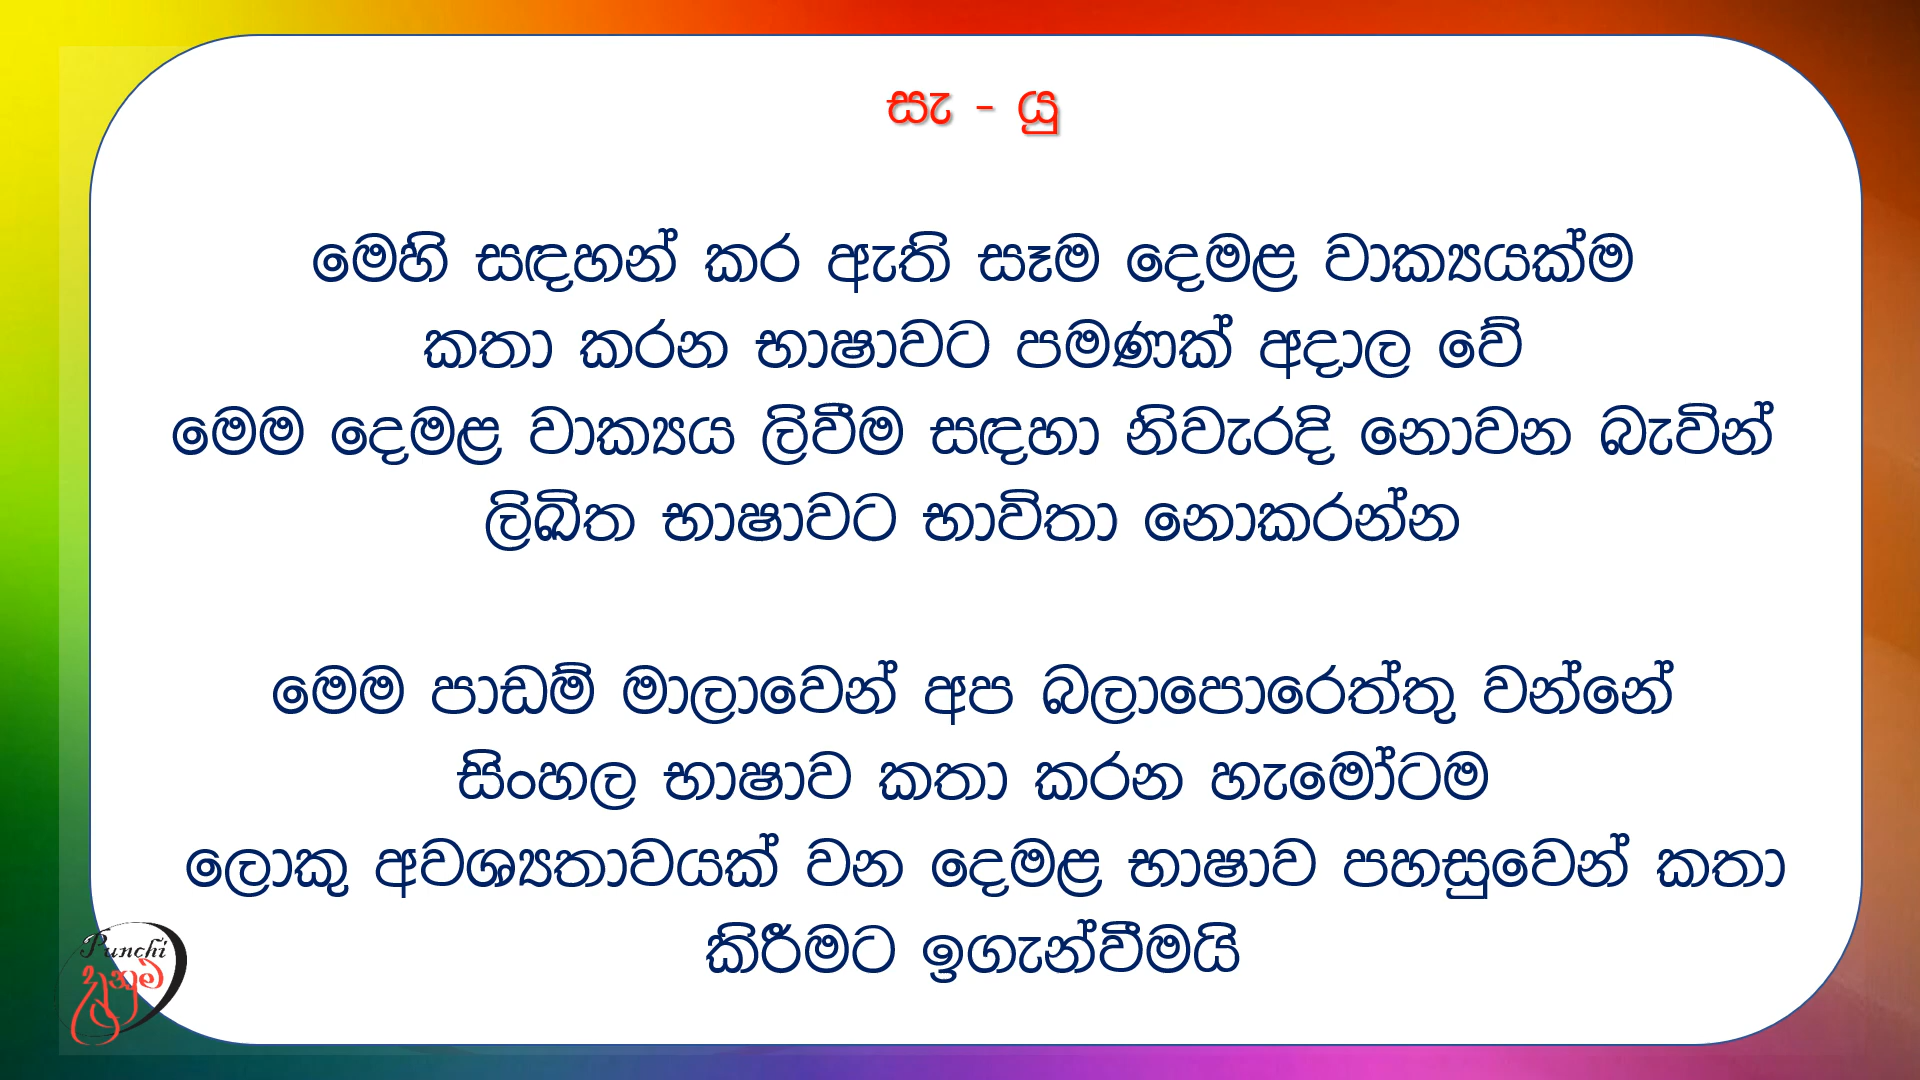 සැ - යු
මෙහි සඳහන් කර ඇති සෑම දෙමළ වාක්‍යයක්ම
කතා කරන භාෂාවට පමණක් අදාල වේ
මෙම දෙමළ වාක්‍යය ලිවීම සඳහා නිවැරදි නොවන බැවින්
ලිඛිත භාෂාවට භාවිතා නොකරන්න
මෙම පාඩම් මාලාවෙන් අප බලාපොරෙත්තු වන්නේ
සිංහල භාෂාව කතා කරන හැමෝටම
ලොකු අවශ්‍යතාවයක් වන දෙමළ භාෂාව පහසුවෙන් කතා
කිරීමට ඉගැන්වීමයි
Punchi
දැනුම